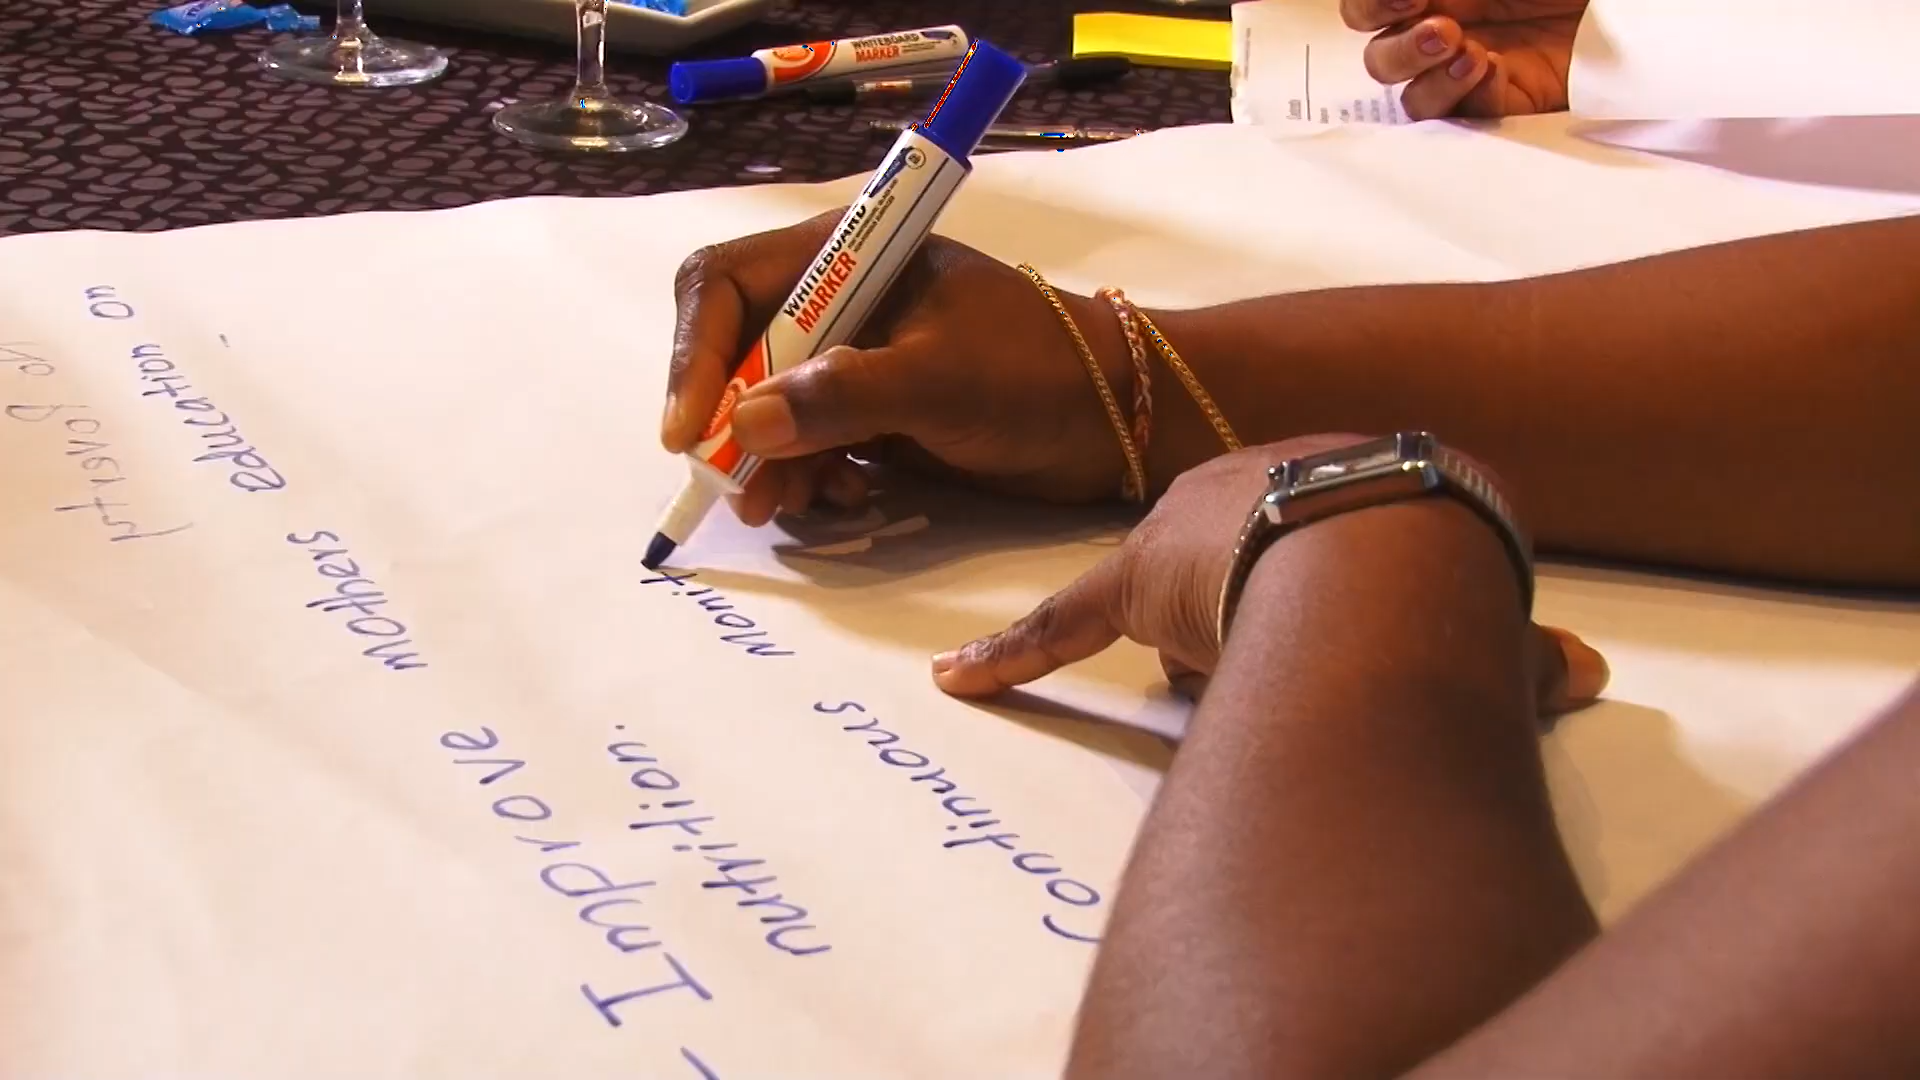 - Improve mothers education on
nutrition.
Continuous monit
WHITEBOARD
MARKER
WHITEBOARD
MARKER